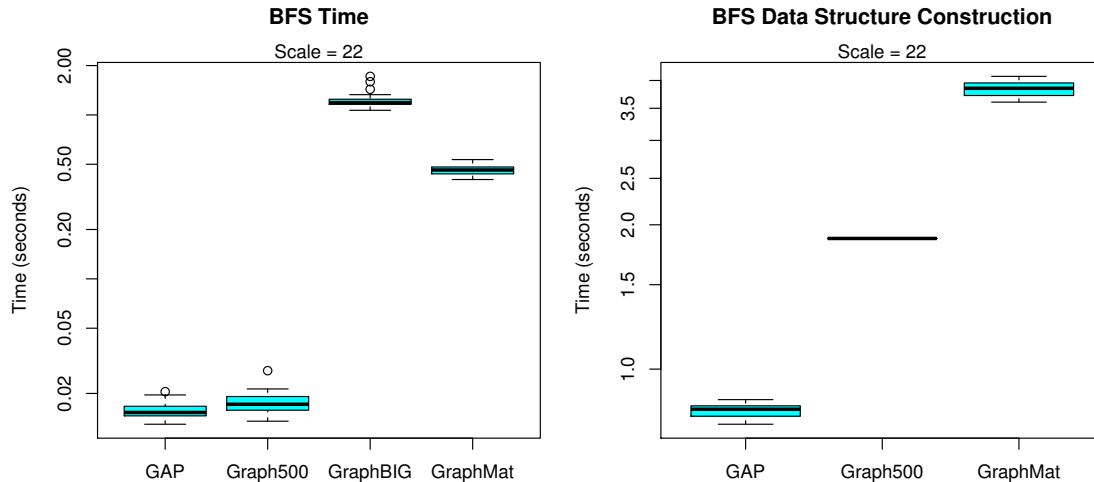 BFS Time
Scale = 22
Time (seconds)
2.00
0.50
0.20
0.05
0.02
GAP
Graph500
GraphBIG
GraphMat
BFS Data Structure Construction
Scale = 22
Time (seconds)
3.5
2.5
2.0
1.5
1.0
GAP
Graph500
GraphMat